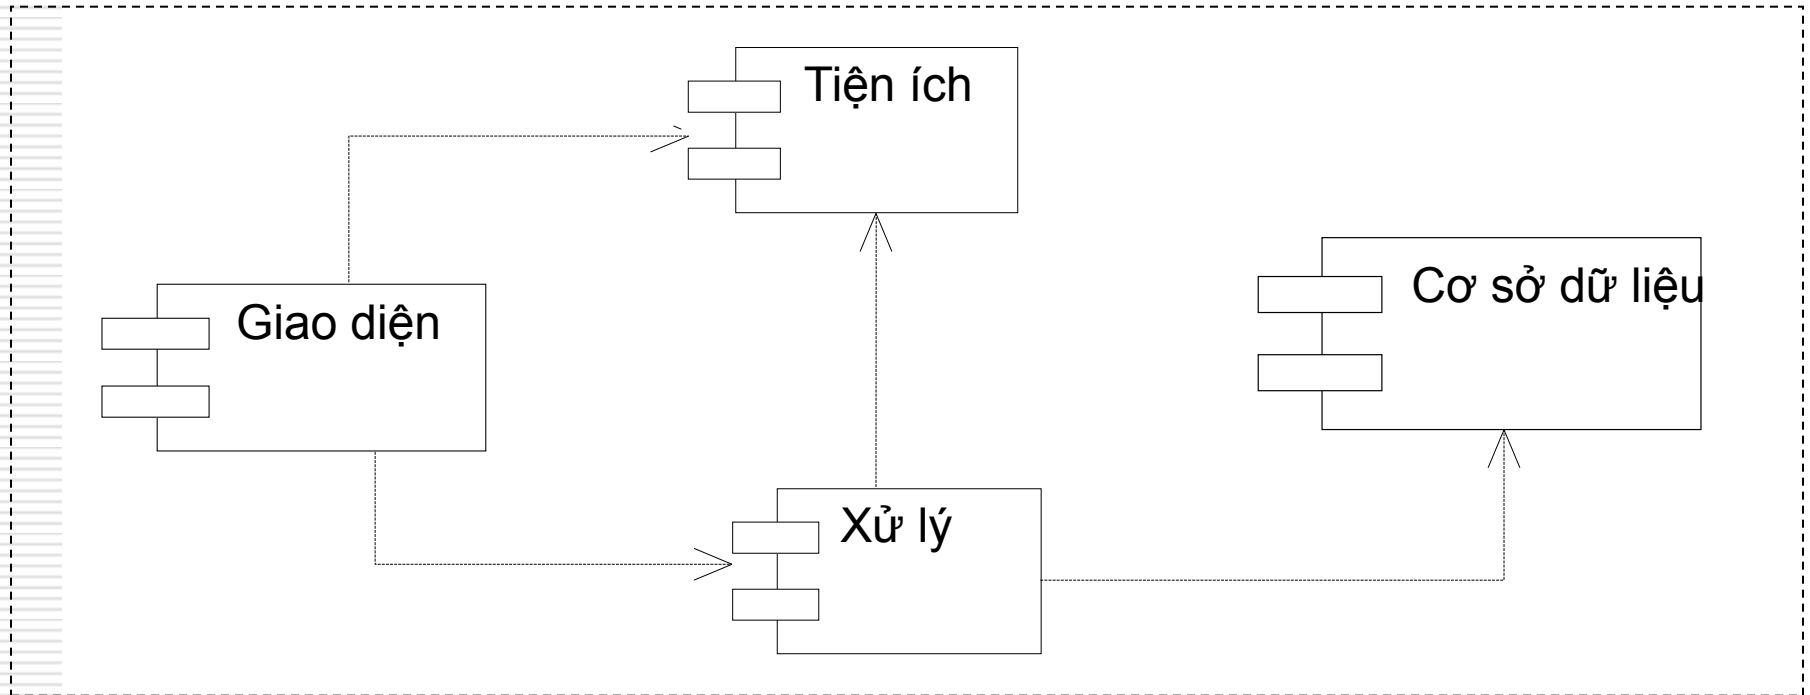 Tiện ích
Cơ sở dữ liệu
Giao diện
Xử lý